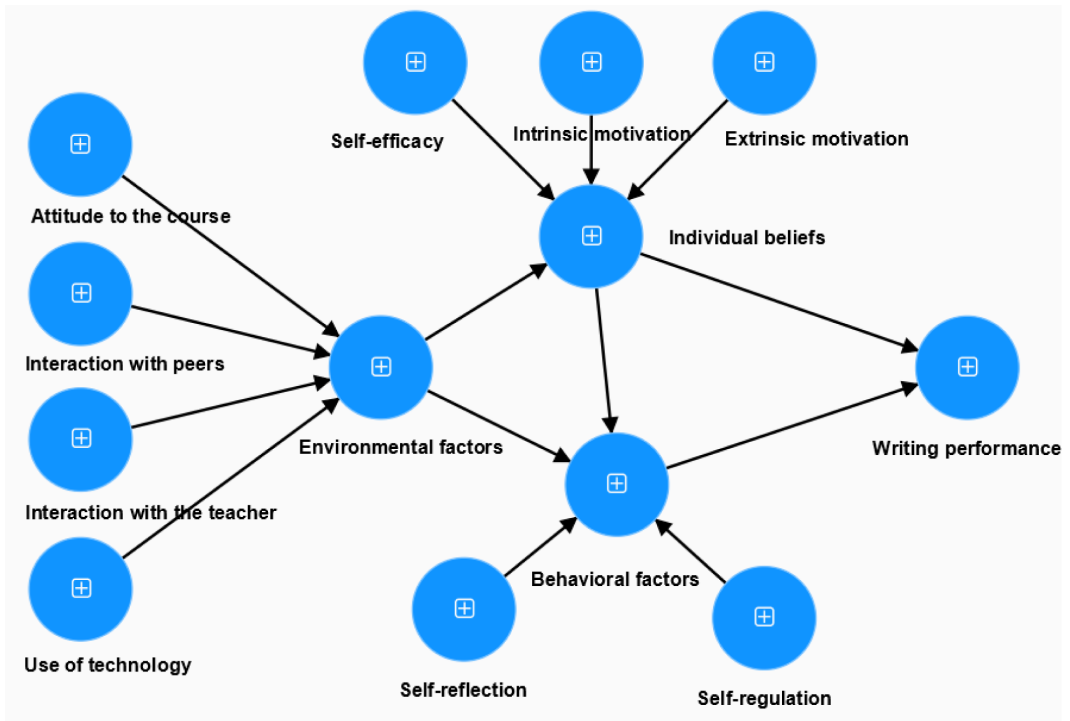 Self-efficacy
Intrinsic motivation
Extrinsic motivation
Attitude to the course
Individual beliefs
Interaction with peers
Environmental factors
Writing performance
Interaction with the teacher
Behavioral factors
Use of technology
Self-reflection
Self-regulation